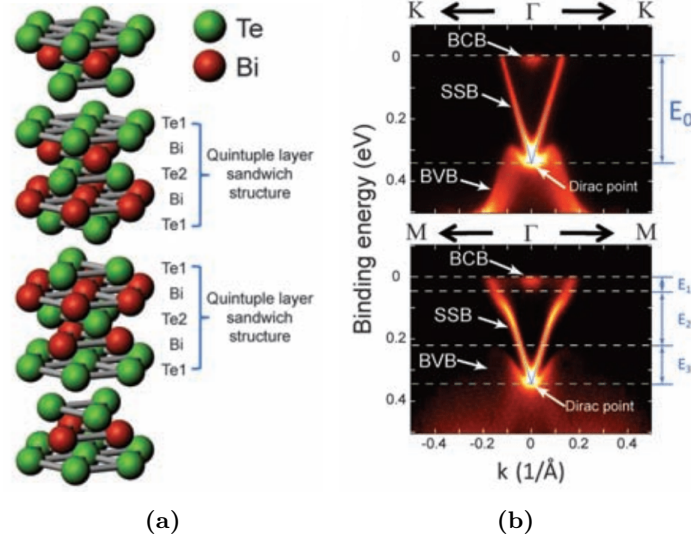 Te
Bi
Te1
Bi
Te2
Bi
Te1
Quintuple layer
sandwich
structure
Te1
Bi
Te2
Bi
Te1
Quintuple layer
sandwich
structure
(a)
K Γ K
BCB
SSB
BVB
Dirac point
E0
0
0.2
0.4
M Γ M
BCB
SSB
BVB
Dirac point
E1
E2
E3
0
0.2
0.4
Binding energy (eV)
-0.4 -0.2 0 0.2 0.4
k (1/Å)
(b)